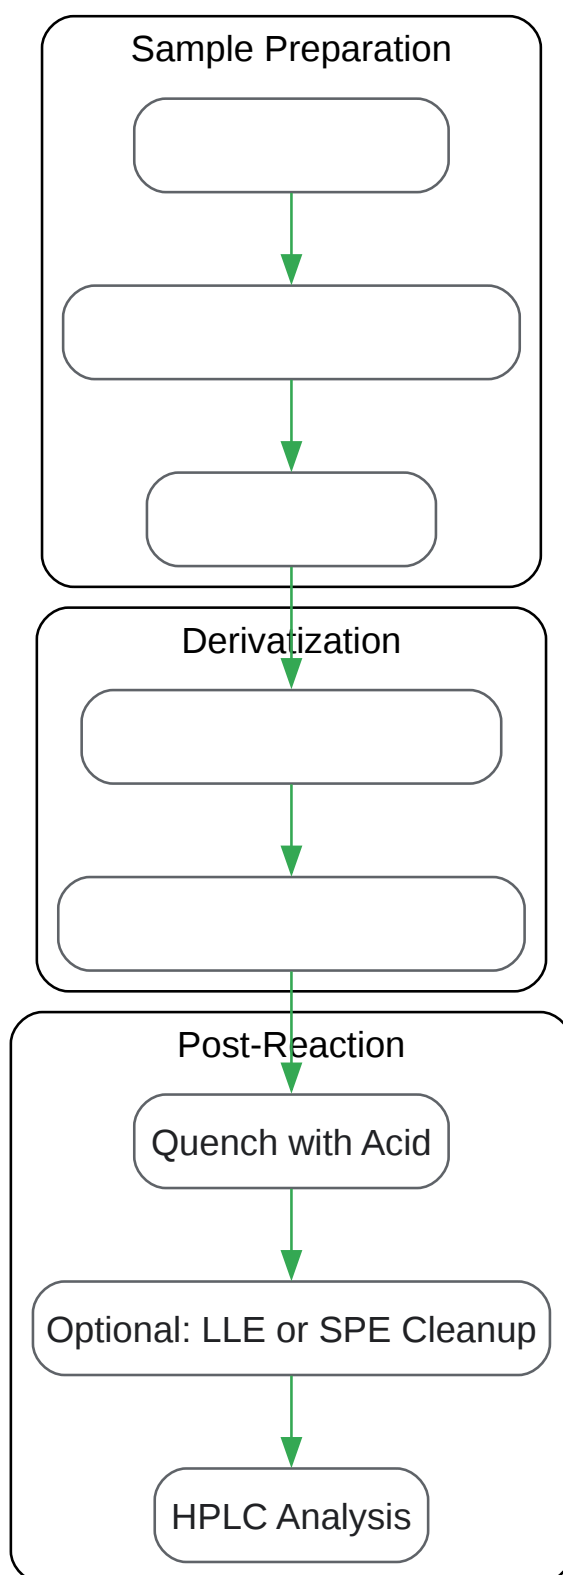 Sample Preparation
Derivatization
Post-Reaction
Quench with Acid
Optional: LLE or SPE Cleanup
HPLC Analysis